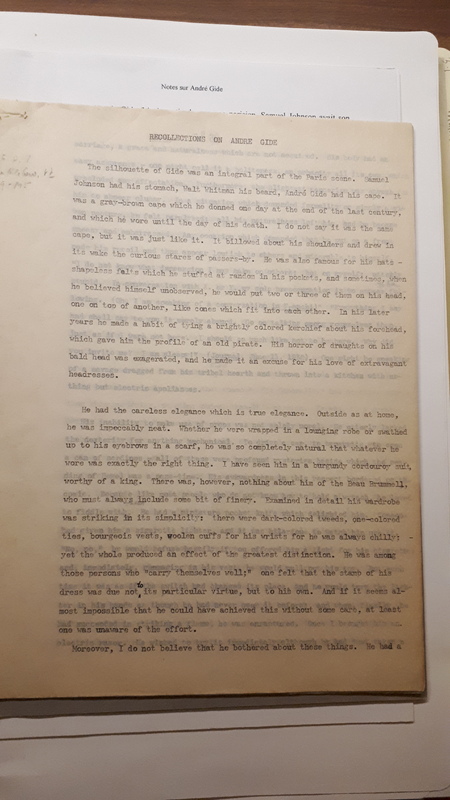 Notes sur André Gide
parisien. Samuel Johnson avait son
RECOLLECTIONS ON ANDRE GIDE
The silhouette of Gide was an integral part of the Paris scene. Samuel
Johnson had his stomach, Walt Whitman his beard, André Gide had his cape. It
was a gray-brown cape which he donned one day at the end of the last century,
and which he wore until the day of his death. I do not say it was the same
cape, but it was just like it. It billowed about his shoulders and drew in
its wake the curious stares of passers-by. He was also famous for his hats -
shapeless felts which he stuffed at random in his pockets, and sometimes, when
he believed himself unobserved, he would put two or three of them on his head,
one on top of another, like cones which fit into each other. In his later
years he made a habit of tying a brightly colored kerchief about his forehead,
which gave him the profile of an old pirate. His horror of draughts on his
bald head was exagerated, and he made it an excuse for his love of extravagant
headresses.
He had the careless elegance which is true elegance. Outside as at home,
he was impeccably neat. Whether he were wrapped in a lounging robe or swathed
up to his eyebrows in a scarf, he was so completely natural that whatever he
wore was exactly the right thing. I have seen him in a burgundy corduroy suit,
worthy of a king. There was, however, nothing about his of the Beau Brummell,
who must always include some bit of finery. Examined in detail his wardrobe
was striking in its simplicity: there were dark-colored tweeds, one-colored
ties, bourgeois vests, woolen cuffs for his wrists for he was always chilly: -
yet the whole produced an effect of the greatest distinction. He was among
those persons who "carry themselves well;" one felt that the stamp of his
dress was due not to its particular virtue, but to his own. And if it seems al-
most impossible that he could have achieved this without some care, at least
one was unaware of the effort.
Moreover, I do not believe that he bothered about these things. He had a